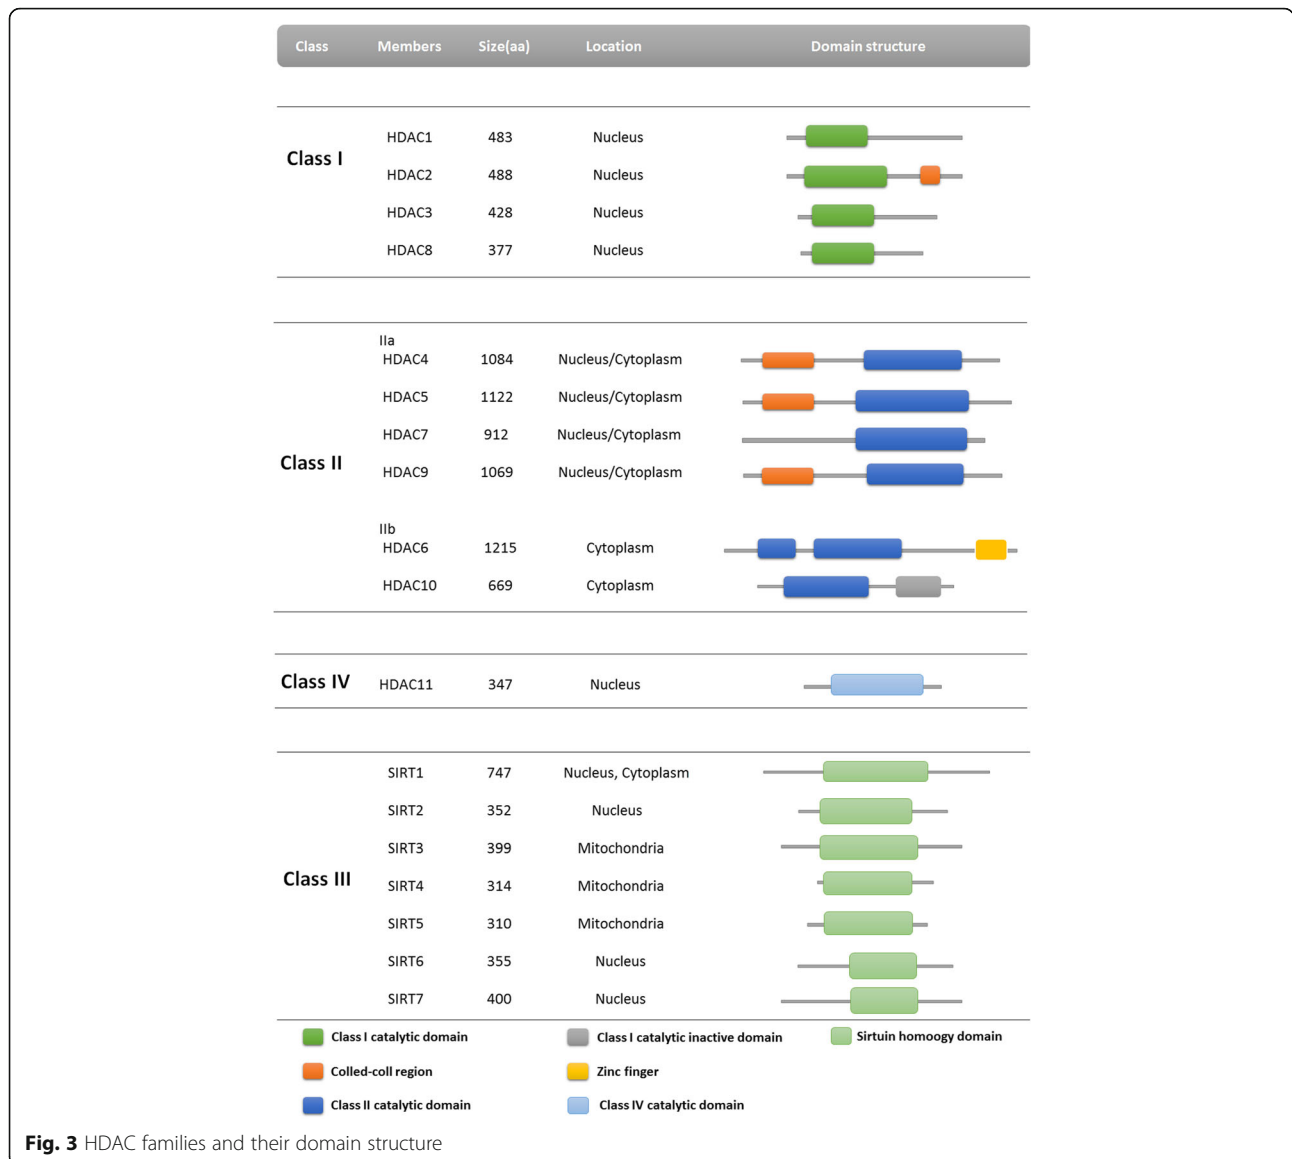 Class Members Size(aa) Location Domain structure
Class I
HDAC1 483 Nucleus
HDAC2 488 Nucleus
HDAC3 428 Nucleus
HDAC8 377 Nucleus
Class II
IIa
HDAC4 1084 Nucleus/Cytoplasm
HDAC5 1122 Nucleus/Cytoplasm
HDAC7 912 Nucleus/Cytoplasm
HDAC9 1069 Nucleus/Cytoplasm
IIb
HDAC6 1215 Cytoplasm
HDAC10 669 Cytoplasm
Class IV HDAC11 347 Nucleus
Class III
SIRT1 747 Nucleus, Cytoplasm
SIRT2 352 Nucleus
SIRT3 399 Mitochondria
SIRT4 314 Mitochondria
SIRT5 310 Mitochondria
SIRT6 355 Nucleus
SIRT7 400 Nucleus
Class I catalytic domain Class I catalytic inactive domain Sirtuin homoogy domain
Colled-coll region Zinc finger
Class II catalytic domain Class IV catalytic domain
Fig. 3 HDAC families and their domain structure